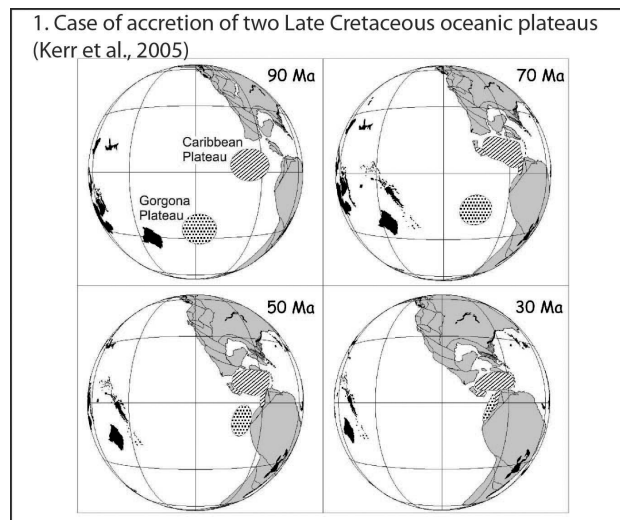 1. Case of accretion of two Late Cretaceous oceanic plateaus
(Kerr et al., 2005)
90 Ma
Caribbean
Plateau
Gorgona
Plateau
70 Ma
50 Ma
30 Ma